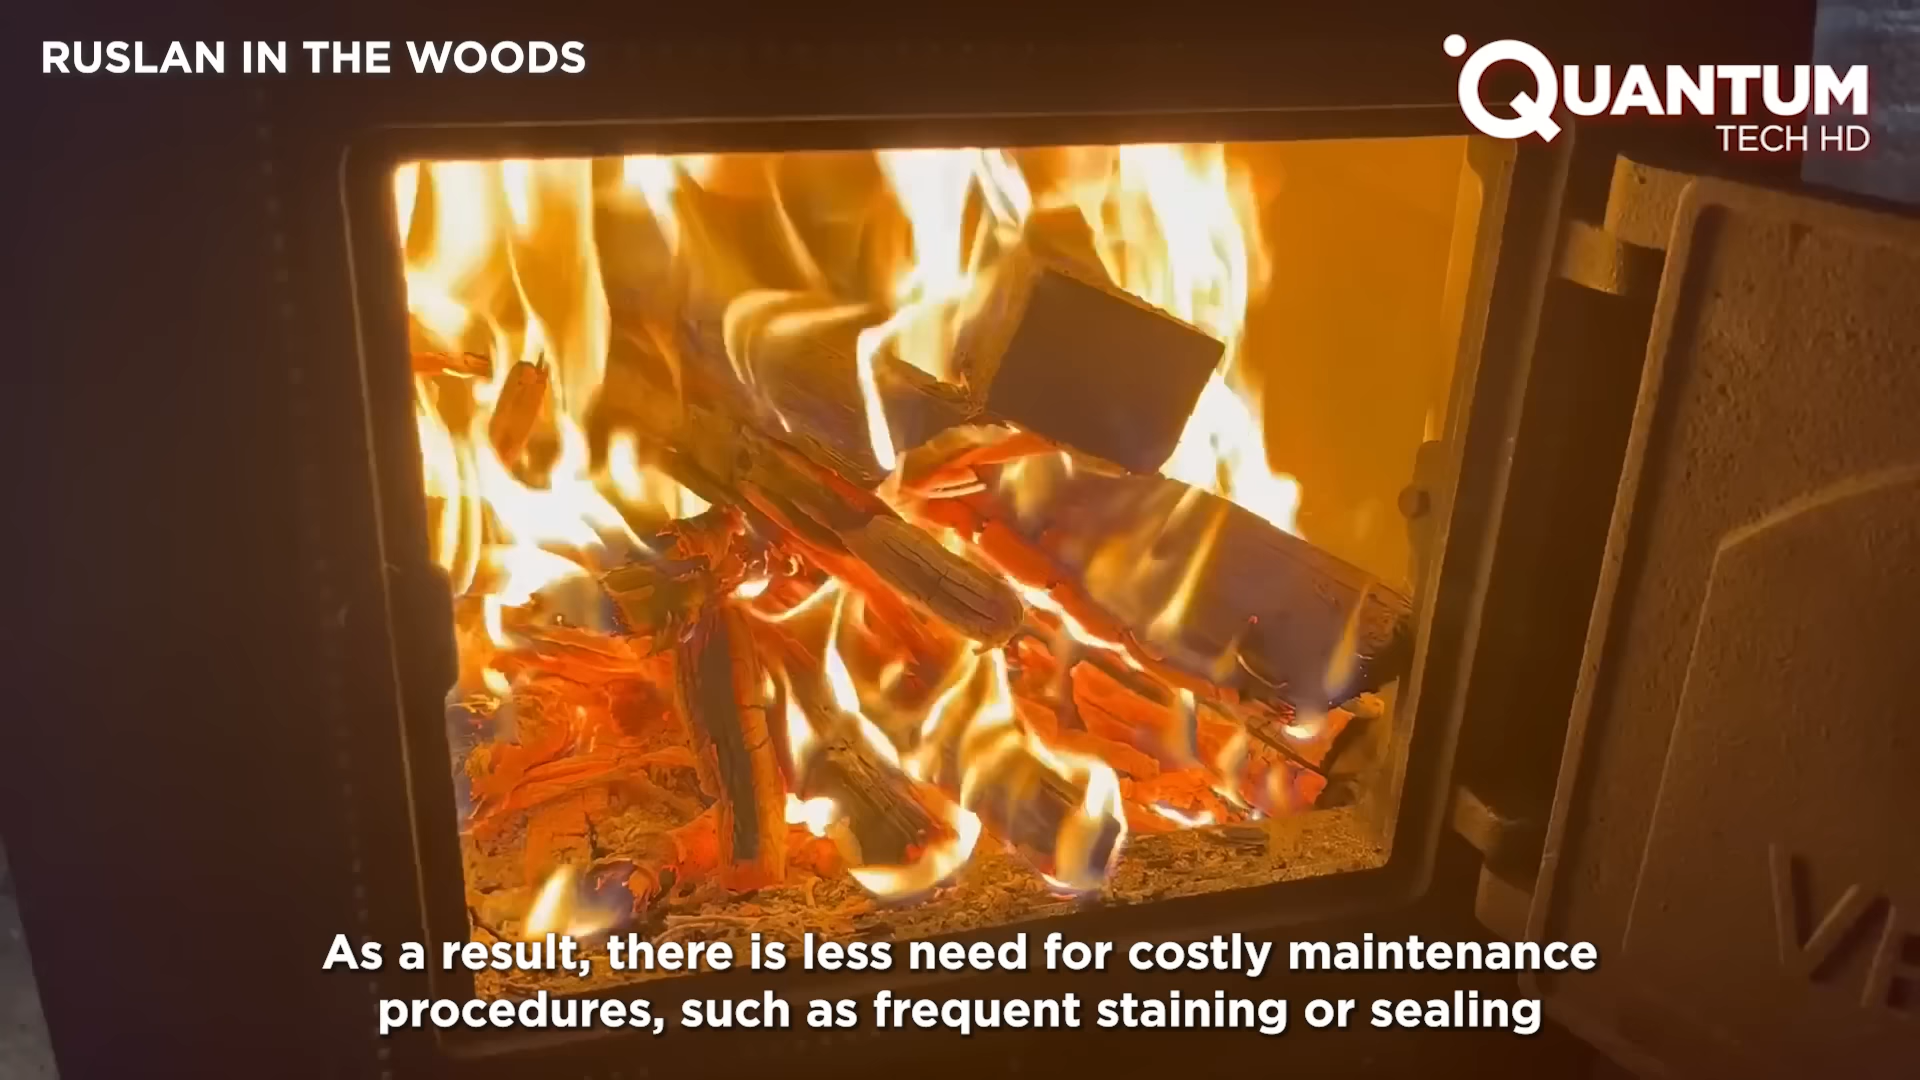 RUSLAN IN THE WOODS
QUANTUM
TECH HD
As a result, there is less need for costly maintenance
procedures, such as frequent staining or sealing